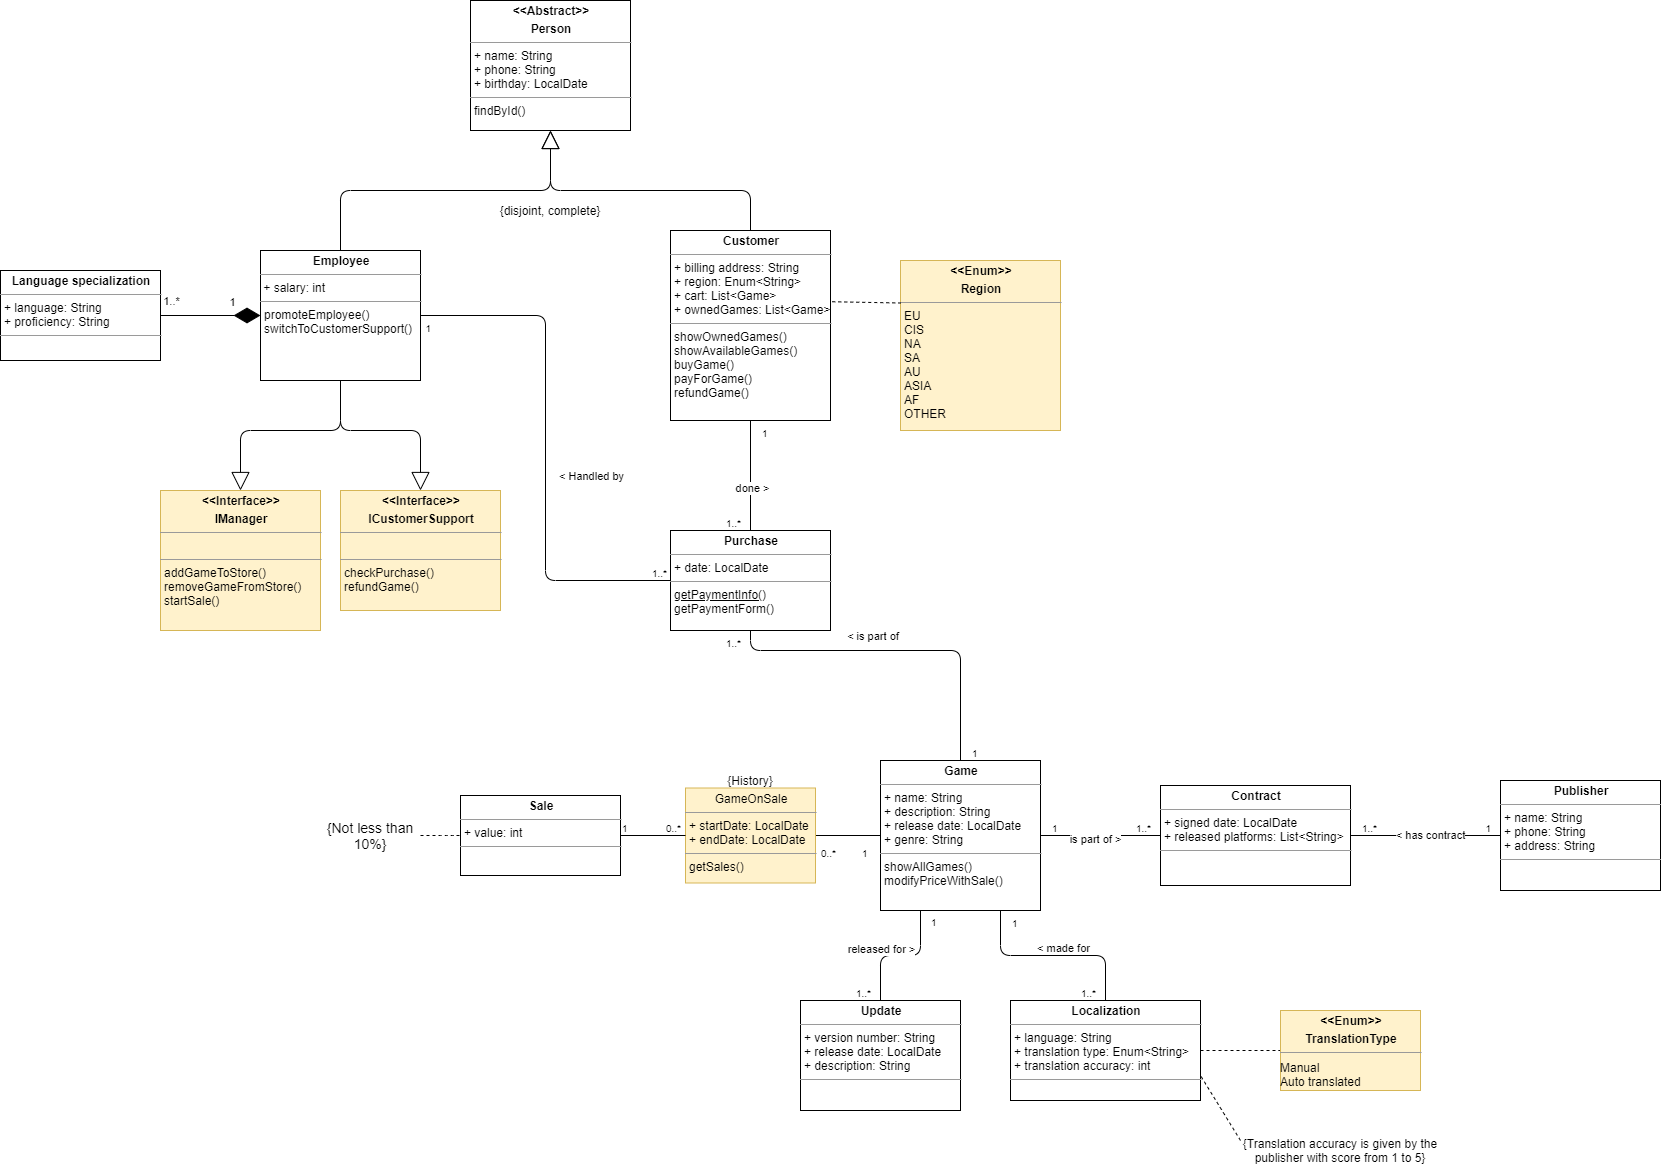 <<Abstract>>
Person
+ name: String
+ phone: String
+ birthday: LocalDate
findById()
{disjoint, complete}
Language specialization
+ language: String
+ proficiency: String
1..*
1
Employee
+ salary: int
promoteEmployee()
switchToCustomerSupport()
1
Customer
+ billing address: String
+ region: Enum<String>
+ cart: List<Game>
+ ownedGames: List<Game>
showOwnedGames()
showAvailableGames()
buyGame()
payForGame()
refundGame()
<<Enum>>
Region
EU
CIS
NA
SA
AU
ASIA
AF
OTHER
1
< Handled by
done >
1..*
<<Interface>>
IManager
addGameToStore()
removeGameFromStore()
startSale()
<<Interface>>
ICustomerSupport
checkPurchase()
refundGame()
1..*
Purchase
+ date: LocalDate
getPaymentInfo()
getPaymentForm()
1..*
< is part of
1
{Not less than
10%}
Sale
+ value: int
1
0..*
{History}
GameOnSale
+ startDate: LocalDate
+ endDate: LocalDate
getSales()
0..*
1
Game
+ name: String
+ description: String
+ release date: LocalDate
+ genre: String
showAllGames()
modifyPriceWithSale()
1
is part of >
1..*
Contract
+ signed date: LocalDate
+ released platforms: List<String>
1..*
< has contract
1
Publisher
+ name: String
+ phone: String
+ address: String
1
released for >
1..*
1
< made for
1..*
Update
+ version number: String
+ release date: LocalDate
+ description: String
Localization
+ language: String
+ translation type: Enum<String>
+ translation accuracy: int
<<Enum>>
TranslationType
Manual
Auto translated
{Translation accuracy is given by the
publisher with score from 1 to 5}